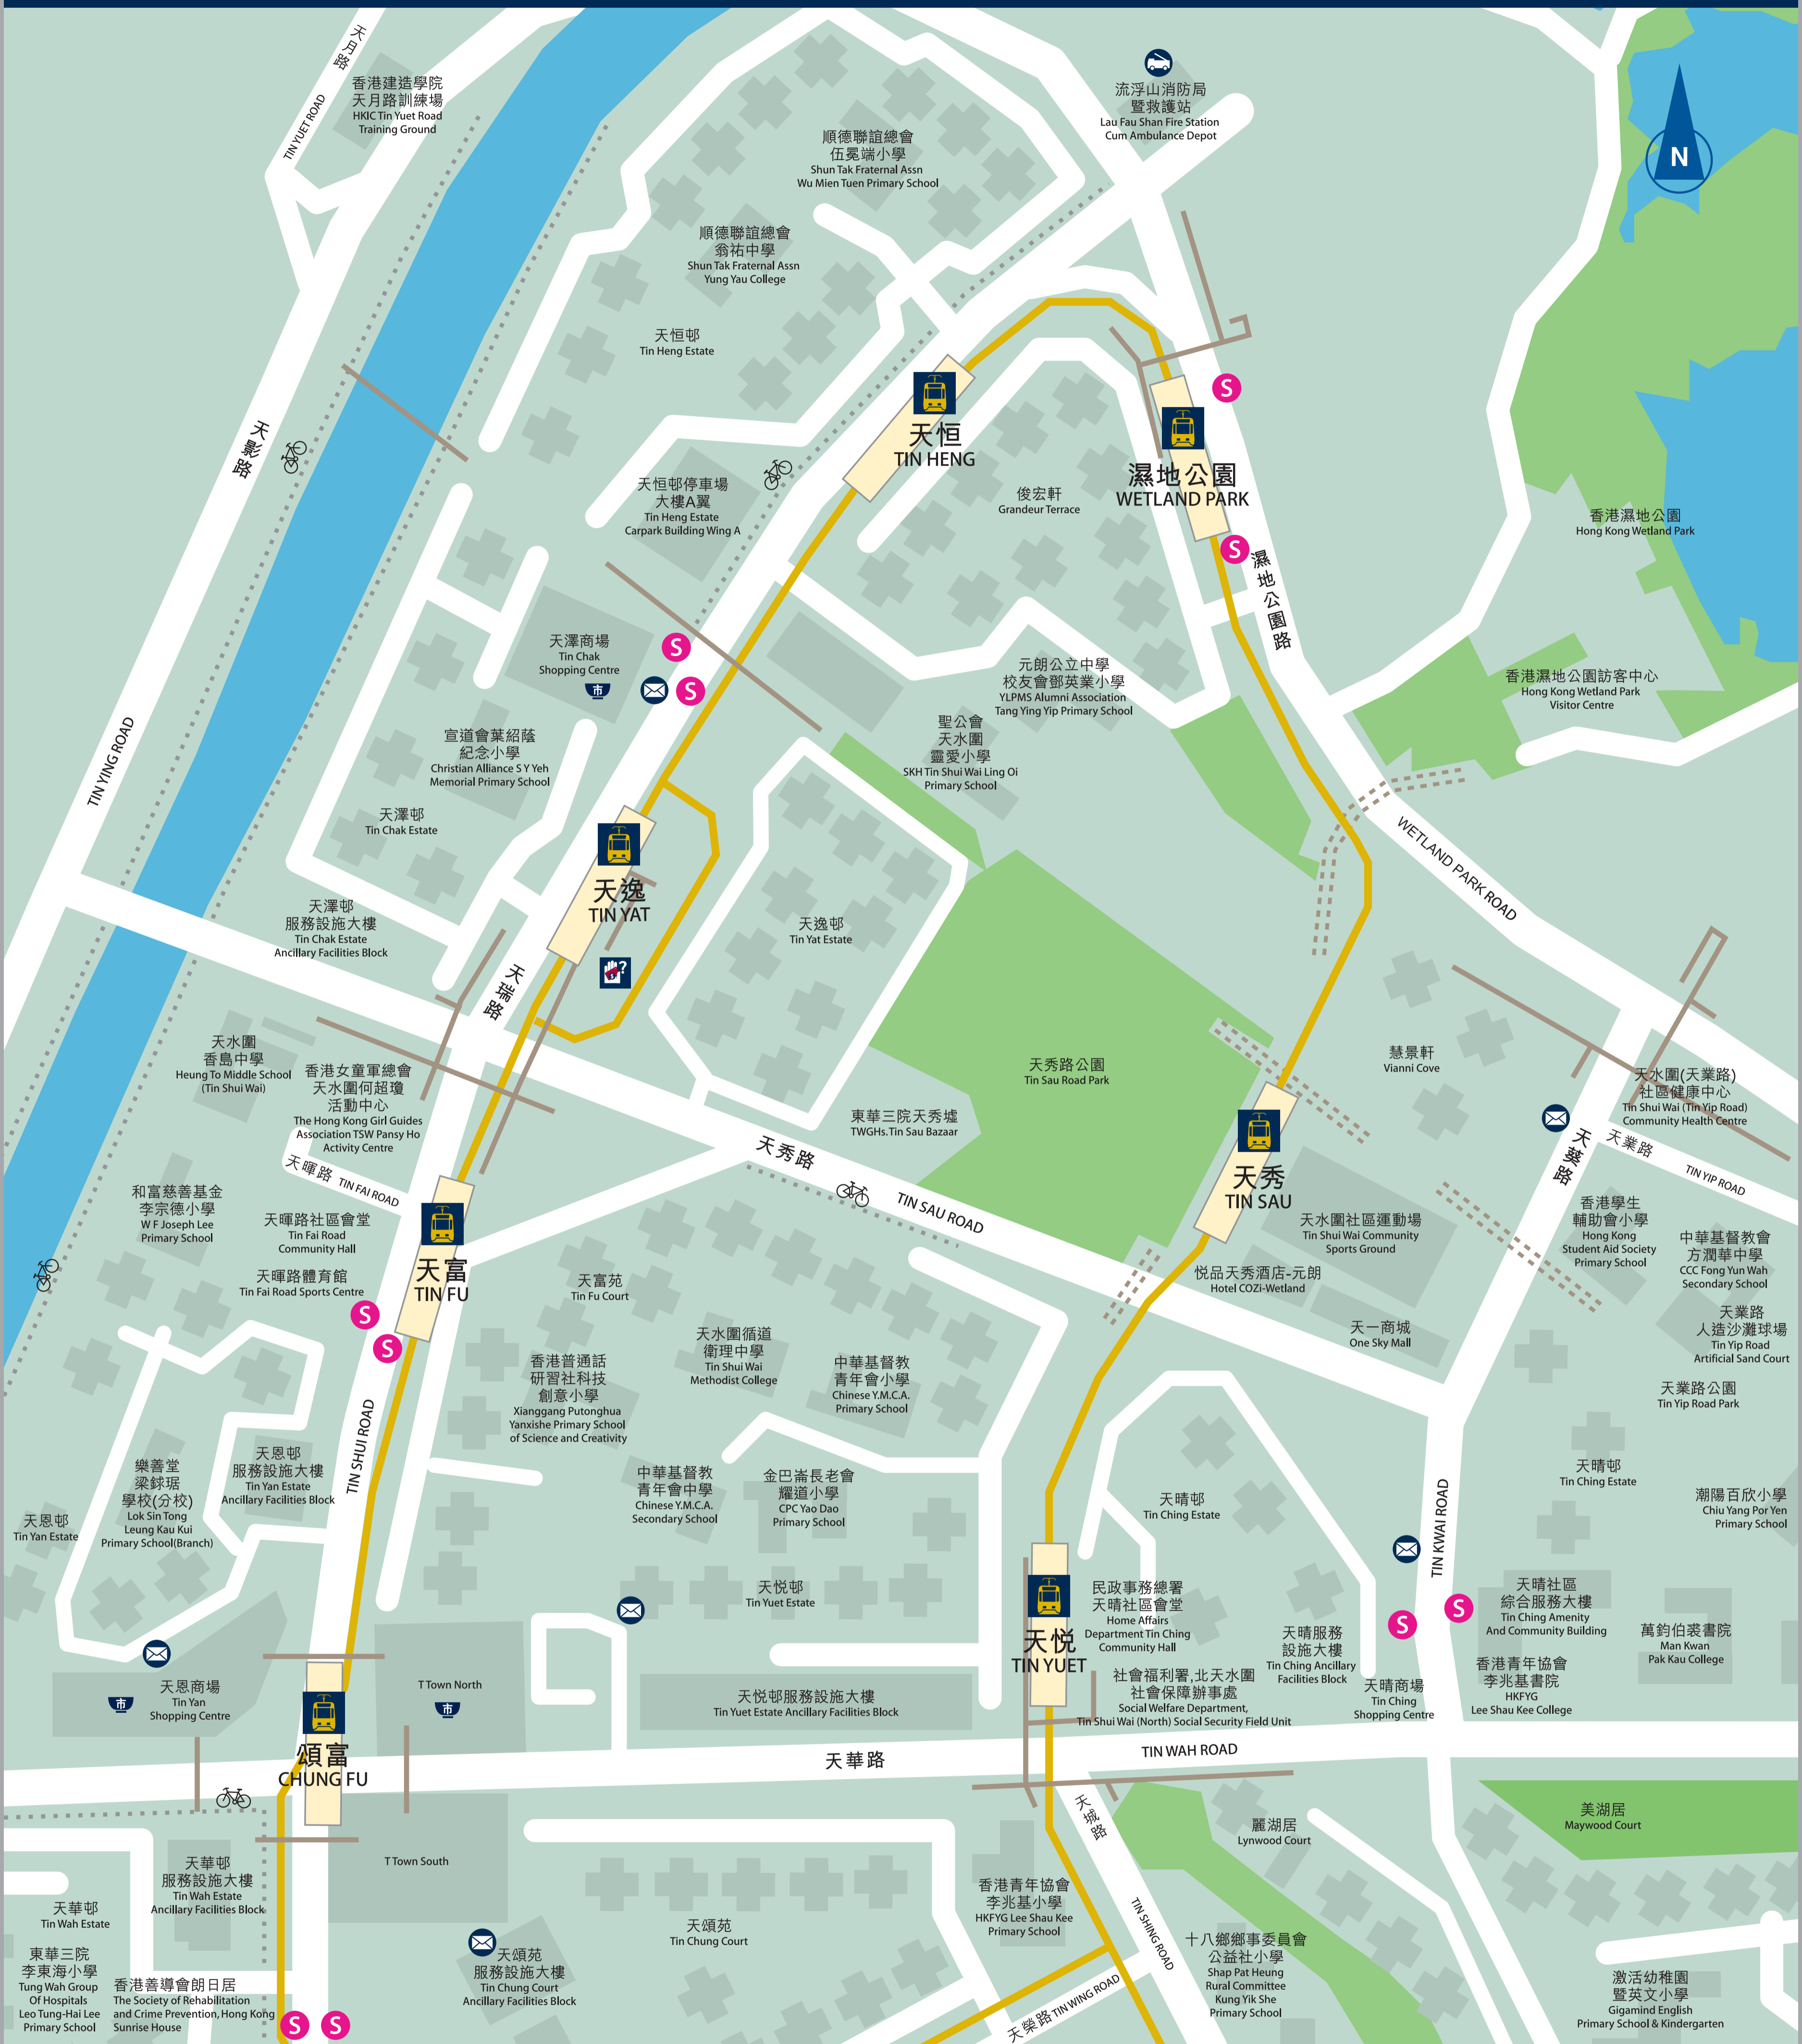 天月路
TIN YUET ROAD
香港建造學院
天月路訓練場
HKIC Tin Yuet Road
Training Ground
流浮山消防局
暨救護站
Lau Fau Shan Fire Station
Cum Ambulance Depot
N
順德聯誼總會
伍冕端小學
Shun Tak Fraternal Assn
Wu Mien Tuen Primary School
順德聯誼總會
翁祐中學
Shun Tak Fraternal Assn
Yung Yau College
天恒邨
Tin Heng Estate
天影路
天恒
TIN HENG
S
濕地公園
WETLAND PARK
天恒邨停車場
大樓A翼
Tin Heng Estate
Carpark Building Wing A
俊宏軒
Grandeur Terrace
香港濕地公園
Hong Kong Wetland Park
S
濕地公園路
天澤商場
Tin Chak
Shopping Centre
市
S
S
元朗公立中學
校友會鄧英業小學
YLPMS Alumni Association
Tang Ying Yip Primary School
香港濕地公園訪客中心
Hong Kong Wetland Park
Visitor Centre
TIN YING ROAD
宣道會葉紹蔭
紀念小學
Christian Alliance S Y Yeh
Memorial Primary School
聖公會
天水圍
靈愛小學
SKH Tin Shui Wai Ling Oi
Primary School
天澤邨
Tin Chak Estate
天逸
TIN YAT
?
WETLAND PARK ROAD
天澤邨
服務設施大樓
Tin Chak Estate
Ancillary Facilities Block
天逸邨
Tin Yat Estate
天瑞路
天水圍
香島中學
Heung To Middle School
(Tin Shui Wai)
香港女童軍總會
天水圍何超瓊
活動中心
The Hong Kong Girl Guides
Association TSW Pansy Ho
Activity Centre
天秀路公園
Tin Sau Road Park
慧景軒
Vianni Cove
天水圍(天業路)
社區健康中心
Tin Shui Wai (Tin Yip Road)
Community Health Centre
東華三院天秀墟
TWGHs.Tin Sau Bazaar
天秀路
TIN SAU ROAD
天秀
TIN SAU
天葵路
天業路
TIN YIP ROAD
天暉路 TIN FAI ROAD
和富慈善基金
李宗德小學
W F Joseph Lee
Primary School
天暉路社區會堂
Tin Fai Road
Community Hall
天暉路體育館
Tin Fai Road Sports Centre
S
S
天富
TIN FU
天富苑
Tin Fu Court
天水圍社區運動場
Tin Shui Wai Community
Sports Ground
悦品天秀酒店-元朗
Hotel COZi-Wetland
天一商城
One Sky Mall
香港學生
輔助會小學
Hong Kong
Student Aid Society
Primary School
中華基督教會
方潤華中學
CCC Fong Yun Wah
Secondary School
天業路
人造沙灘球場
Tin Yip Road
Artificial Sand Court
天業路公園
Tin Yip Road Park
香港普通話
研習社科技
創意小學
Xianggang Putonghua
Yanxishe Primary School
of Science and Creativity
天水圍循道
衛理中學
Tin Shui Wai
Methodist College
中華基督教
青年會小學
Chinese Y.M.C.A.
Primary School
TIN SHUI ROAD
天恩邨
服務設施大樓
Tin Yan Estate
Ancillary Facilities Block
樂善堂
梁銶琚
學校(分校)
Lok Sin Tong
Leung Kau Kui
Primary School(Branch)
天恩邨
Tin Yan Estate
中華基督教
青年會中學
Chinese Y.M.C.A.
Secondary School
金巴崙長老會
耀道小學
CPC Yao Dao
Primary School
天晴邨
Tin Ching Estate
天晴邨
Tin Ching Estate
TIN KWAI ROAD
潮陽百欣小學
Chiu Yang Por Yen
Primary School
天悦邨
Tin Yuet Estate
天悦
TIN YUET
民政事務總署
天晴社區會堂
Home Affairs
Department Tin Ching
Community Hall
社會福利署,北天水圍
社會保障辦事處
Social Welfare Department,
Tin Shui Wai (North) Social Security Field Unit
天晴服務
設施大樓
Tin Ching Ancillary
Facilities Block
S
S
天晴社區
綜合服務大樓
Tin Ching Amenity
And Community Building
萬鈞伯裘書院
Man Kwan
Pak Kau College
香港青年協會
李兆基書院
HKFYG
Lee Shau Kee College
天晴商場
Tin Ching
Shopping Centre
市
天恩商場
Tin Yan
Shopping Centre
T Town North
市
天悦邨服務設施大樓
Tin Yuet Estate Ancillary Facilities Block
頌富
CHUNG FU
天華路
TIN WAH ROAD
天城路
TIN SHING ROAD
麗湖居
Lynwood Court
美湖居
Maywood Court
天華邨
服務設施大樓
Tin Wah Estate
Ancillary Facilities Block
T Town South
天華邨
Tin Wah Estate
香港青年協會
李兆基小學
HKFYG Lee Shau Kee
Primary School
天頌苑
Tin Chung Court
天頌苑
服務設施大樓
Tin Chung Court
Ancillary Facilities Block
東華三院
李東海小學
Tung Wah Group
Of Hospitals
Leo Tung-Hai Lee
Primary School
香港善導會朗日居
The Society of Rehabilitation
and Crime Prevention, Hong Kong
Sunrise House
S
S
天榮路 TIN WING ROAD
十八鄉鄉事委員會
公益社小學
Shap Pat Heung
Rural Committee
Kung Yik She
Primary School
激活幼稚園
暨英文小學
Gigamind English
Primary School & Kindergarten